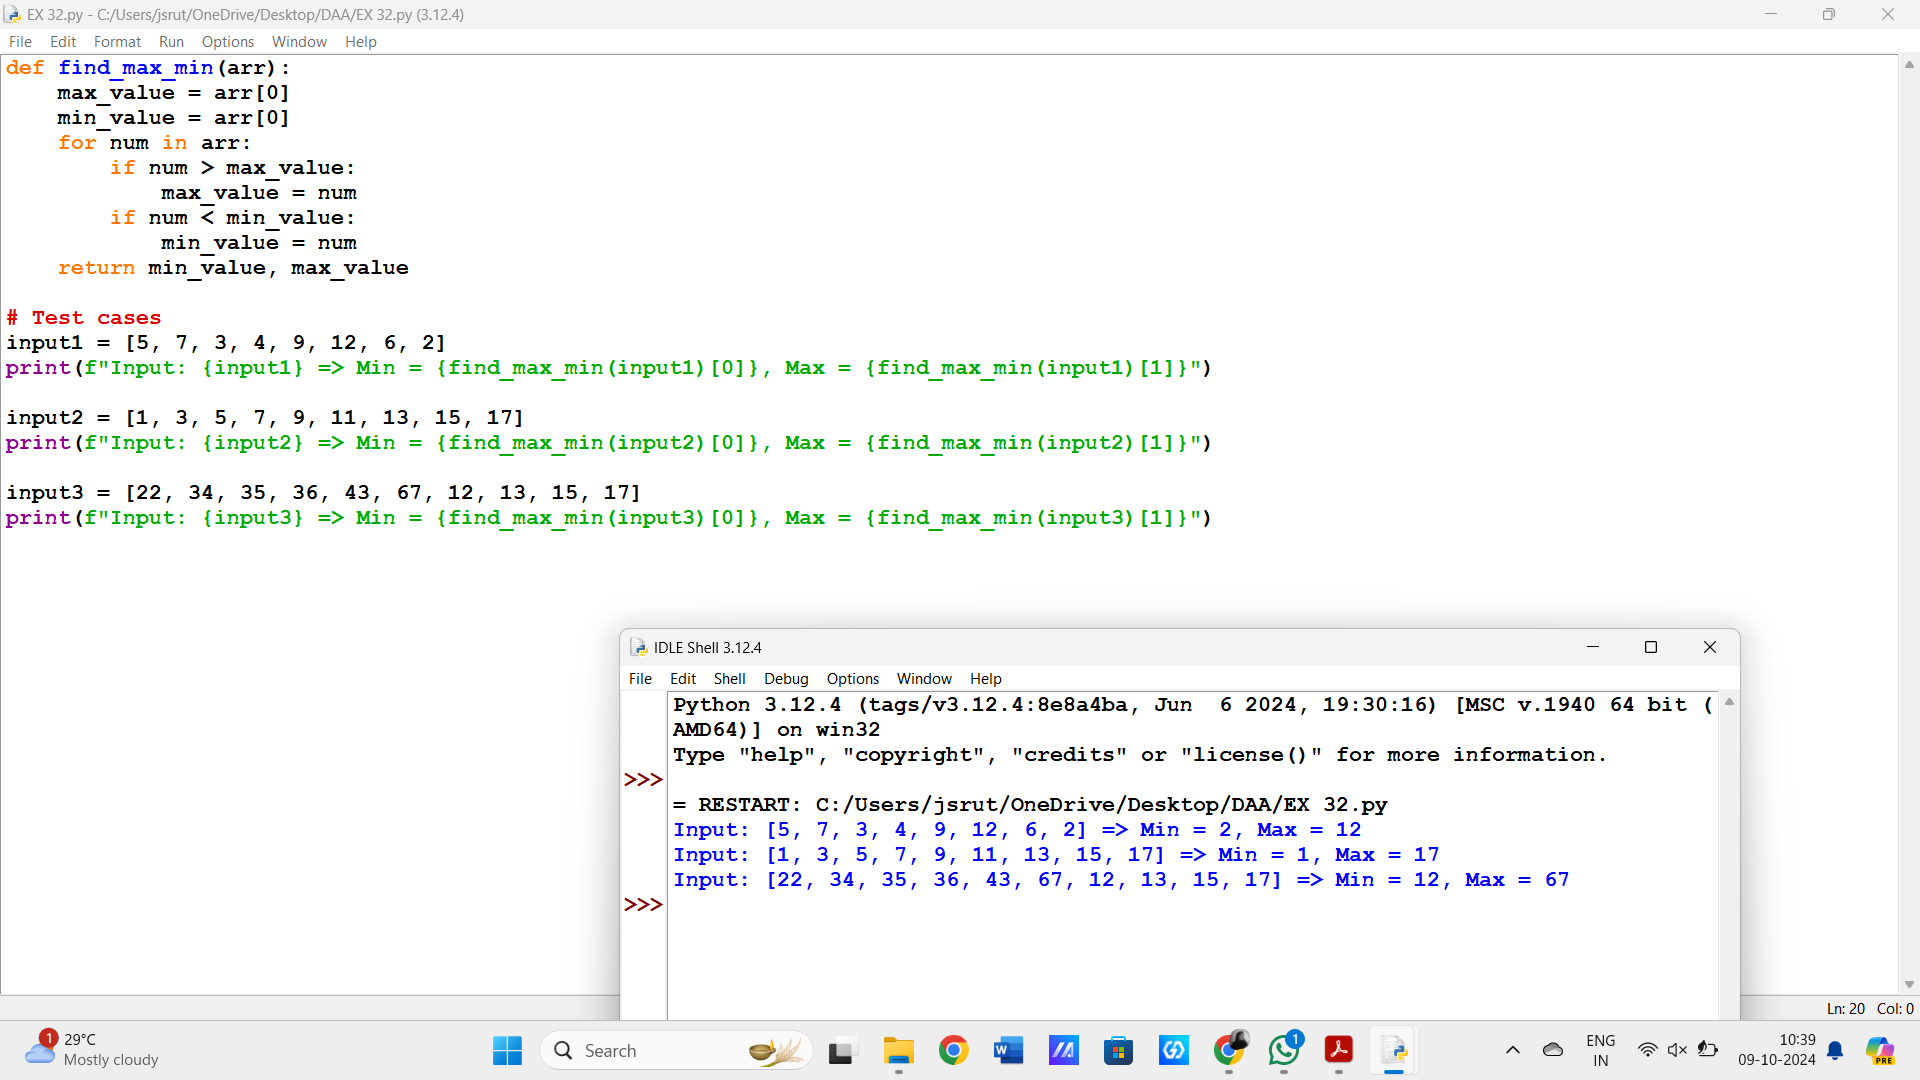 EX 32.py - C:/Users/jsrut/OneDrive/Desktop/DAA/EX 32.py (3.12.4)
File Edit Format Run Options Window Help
def find_max_min(arr):
    max_value = arr[0]
    min_value = arr[0]
    for num in arr:
        if num > max_value:
            max_value = num
        if num < min_value:
            min_value = num
    return min_value, max_value

# Test cases
input1 = [5, 7, 3, 4, 9, 12, 6, 2]
print(f"Input: {input1} => Min = {find_max_min(input1)[0]}, Max = {find_max_min(input1)[1]}")

input2 = [1, 3, 5, 7, 9, 11, 13, 15, 17]
print(f"Input: {input2} => Min = {find_max_min(input2)[0]}, Max = {find_max_min(input2)[1]}")

input3 = [22, 34, 35, 36, 43, 67, 12, 13, 15, 17]
print(f"Input: {input3} => Min = {find_max_min(input3)[0]}, Max = {find_max_min(input3)[1]}")
IDLE Shell 3.12.4
File Edit Shell Debug Options Window Help
Python 3.12.4 (tags/v3.12.4:8e8a4ba, Jun  6 2024, 19:30:16) [MSC v.1940 64 bit (
AMD64)] on win32
Type "help", "copyright", "credits" or "license()" for more information.
>>>
= RESTART: C:/Users/jsrut/OneDrive/Desktop/DAA/EX 32.py
Input: [5, 7, 3, 4, 9, 12, 6, 2] => Min = 2, Max = 12
Input: [1, 3, 5, 7, 9, 11, 13, 15, 17] => Min = 1, Max = 17
Input: [22, 34, 35, 36, 43, 67, 12, 13, 15, 17] => Min = 12, Max = 67
>>>
Ln: 20 Col: 0
1
29°C
Mostly cloudy
Search
W
1
ENG
IN
10:39
09-10-2024
PRE